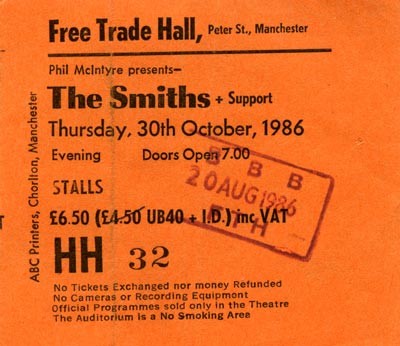 Free Trade Hall, Peter St., Manchester
Phil McIntyre presents—
The Smiths + Support
Thursday, 30th October, 1986
Evening Doors Open 7.00
STALLS
£6.50 (£4.50 UB40 + I.D.) inc VAT
HH 32
No Tickets Exchanged nor money Refunded
No Cameras or Recording Equipment
Official Programmes sold only in the Theatre
The Auditorium Is a No Smoking Area
ABC Printers, Chorlton, Manchester
B B B
20 AUG 1986
F T H